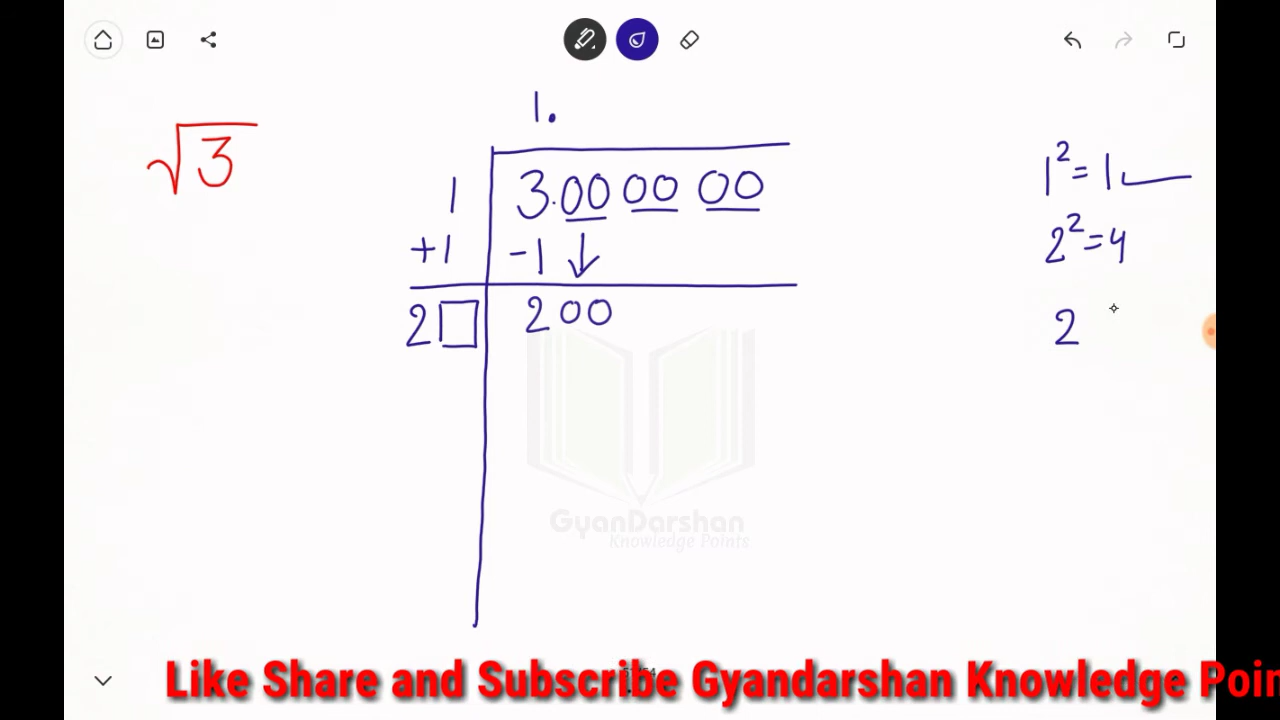 √3
1.
1 3.00 00 00
+1 -1 ↓
2□ 200
1² = 1
2² = 4
2
GyanDarshan
Knowledge Points
Like Share and Subscribe Gyandarshan Knowledge Poin